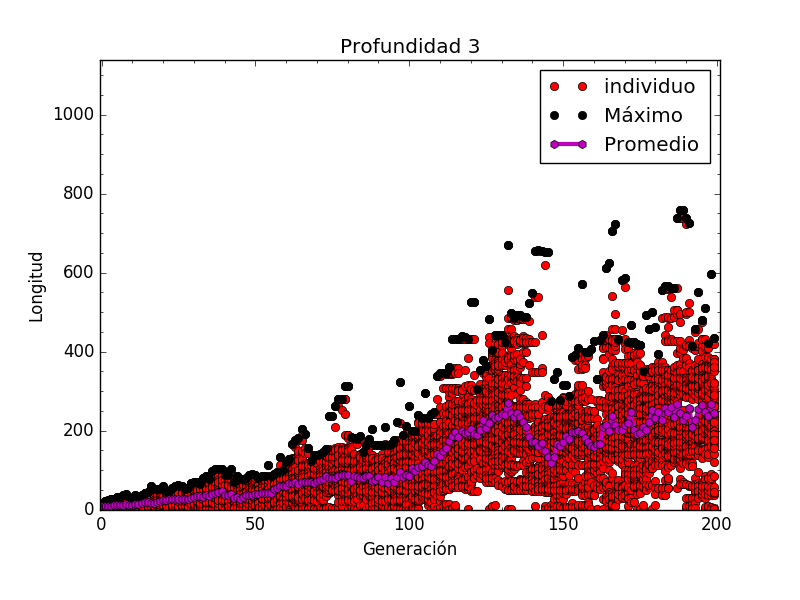 Profundidad 3
individuo
Máximo
Promedio
Longitud
1000
800
600
400
200
0
0 50 100 150 200
Generación